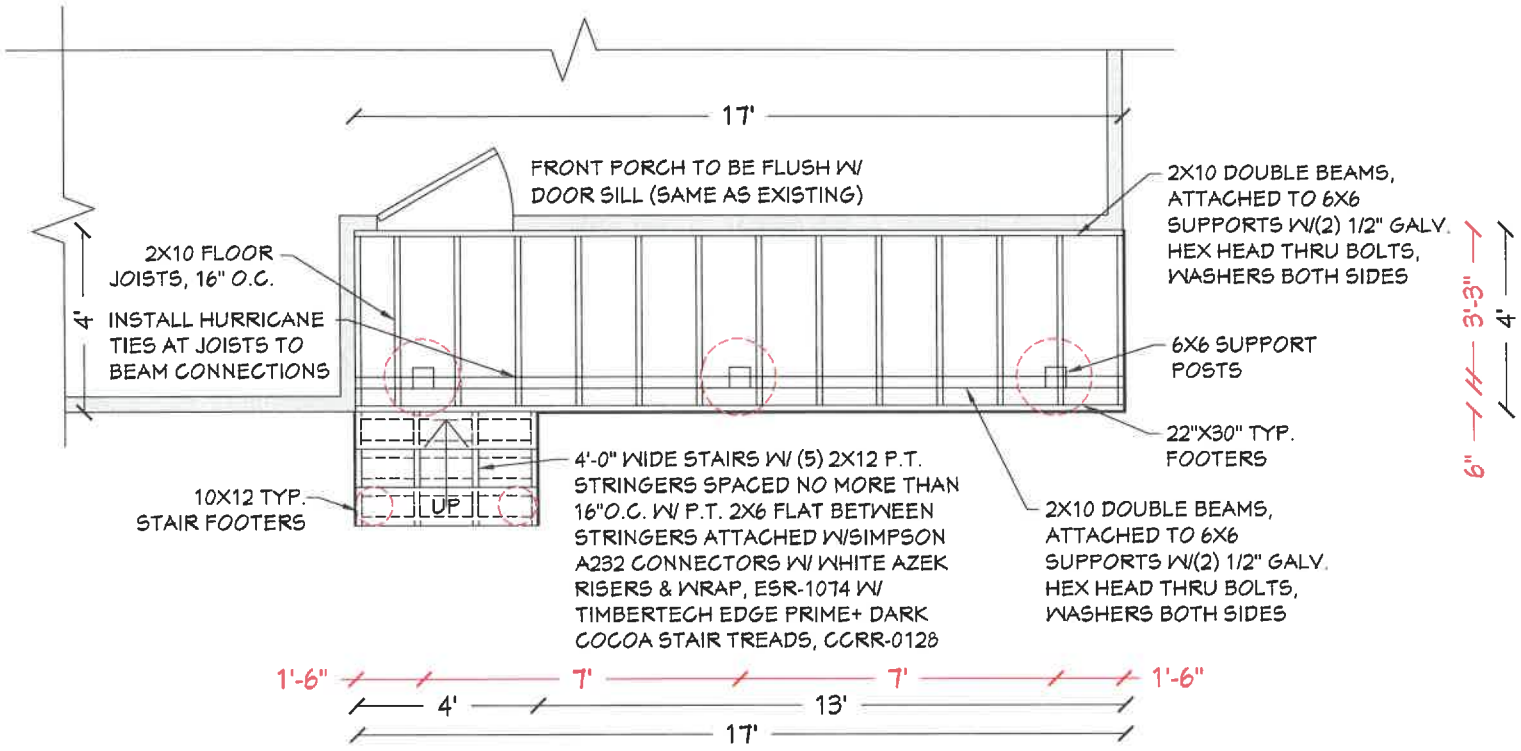 17'
FRONT PORCH TO BE FLUSH W/
DOOR SILL (SAME AS EXISTING)
2X10 DOUBLE BEAMS,
ATTACHED TO 6X6
SUPPORTS W/(2) 1/2" GALV.
HEX HEAD THRU BOLTS,
WASHERS BOTH SIDES
2X10 FLOOR
JOISTS, 16" O.C.
4'
INSTALL HURRICANE
TIES AT JOISTS TO
BEAM CONNECTIONS
3'-3"
4'
6"
6X6 SUPPORT
POSTS
22"X30" TYP.
FOOTERS
10X12 TYP.
STAIR FOOTERS
UP
4'-0" WIDE STAIRS W/ (5) 2X12 P.T.
STRINGERS SPACED NO MORE THAN
16"O.C. W/ P.T. 2X6 FLAT BETWEEN
STRINGERS ATTACHED W/SIMPSON
A232 CONNECTORS W/ WHITE AZEK
RISERS & WRAP, ESR-1074 W/
TIMBERTECH EDGE PRIME+ DARK
COCOA STAIR TREADS, CCRR-0128
2X10 DOUBLE BEAMS,
ATTACHED TO 6X6
SUPPORTS W/(2) 1/2" GALV.
HEX HEAD THRU BOLTS,
WASHERS BOTH SIDES
1'-6" 7' 7' 1'-6"
4' 13'
17'